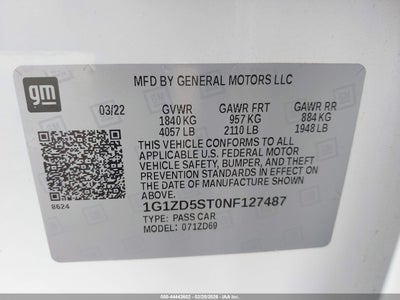 gm
MFD BY GENERAL MOTORS LLC
03/22 GVWR GAWR FRT GAWR RR
1840 KG 957 KG 884 KG
4057 LB 2110 LB 1948 LB
THIS VEHICLE CONFORMS TO ALL
APPLICABLE U.S. FEDERAL MOTOR
VEHICLE SAFETY, BUMPER, AND THEFT
PREVENTION STANDARDS IN EFFECT ON
THE DATE OF MANUFACTURE SHOWN
ABOVE.
8624
1G1ZD5ST0NF127487
TYPE: PASS CAR
MODEL: 071ZD69